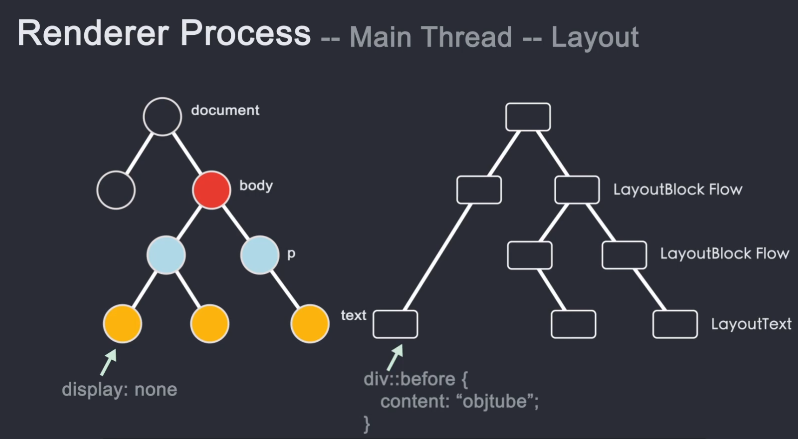 Renderer Process -- Main Thread -- Layout
document
body
LayoutBlock Flow
p
LayoutBlock Flow
text
LayoutText
display: none
div::before {
content: “objtube”;
}